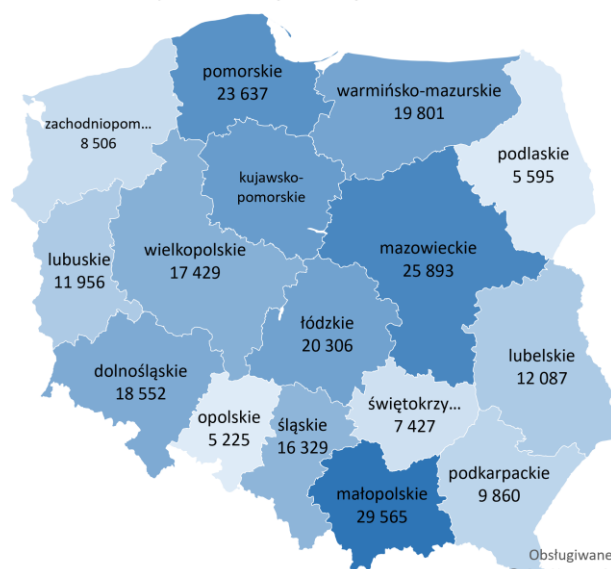 pomorskie
23 637
warmińsko-mazurskie
19 801
zachodniopom...
8 506
podlaskie
5 595
kujawsko-
pomorskie
mazowieckie
25 893
wielkopolskie
17 429
lubuskie
11 956
łódzkie
20 306
lubelskie
12 087
dolnośląskie
18 552
opolskie
5 225
śląskie
16 329
świętokrzy...
7 427
podkarpackie
9 860
małopolskie
29 565
Obsługiwane